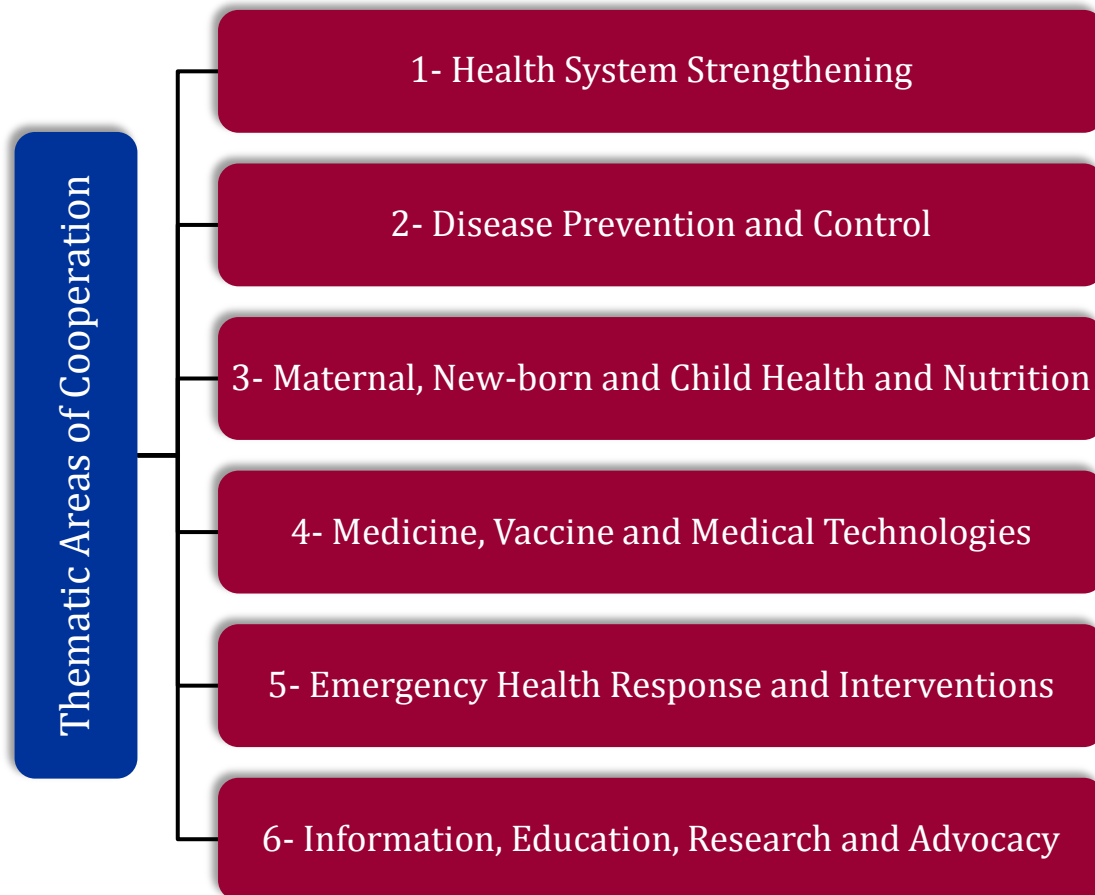 Thematic Areas of Cooperation
1- Health System Strengthening
2- Disease Prevention and Control
3- Maternal, New-born and Child Health and Nutrition
4- Medicine, Vaccine and Medical Technologies
5- Emergency Health Response and Interventions
6- Information, Education, Research and Advocacy